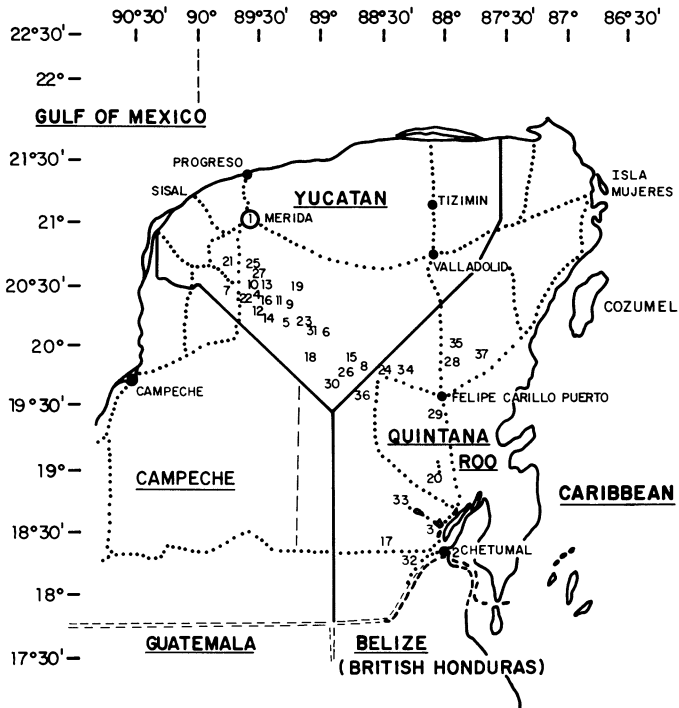 90°30' 90° 89°30' 89° 88°30' 88° 87°30' 87° 86°30'
22°30'
22°
GULF OF MEXICO
21°30'
PROGRESO
ISLA
MUJERES
SISAL
YUCATAN
TIZIMIN
21°
1 MERIDA
VALLADOLID
21 25
27
20°30'
7 10 13 19
22 4 16 11 9
COZUMEL
12 14 5 23
31 6
20°
35
18 15 28 37
26 8 24 34
30
CAMPECHE
36
FELIPE CARILLO PUERTO
19°30'
29
QUINTANA
ROO
19°
CAMPECHE
20
CARIBBEAN
33
18°30'
3
17
2 CHETUMAL
32
18°
GUATEMALA
BELIZE
17°30'
(BRITISH HONDURAS)